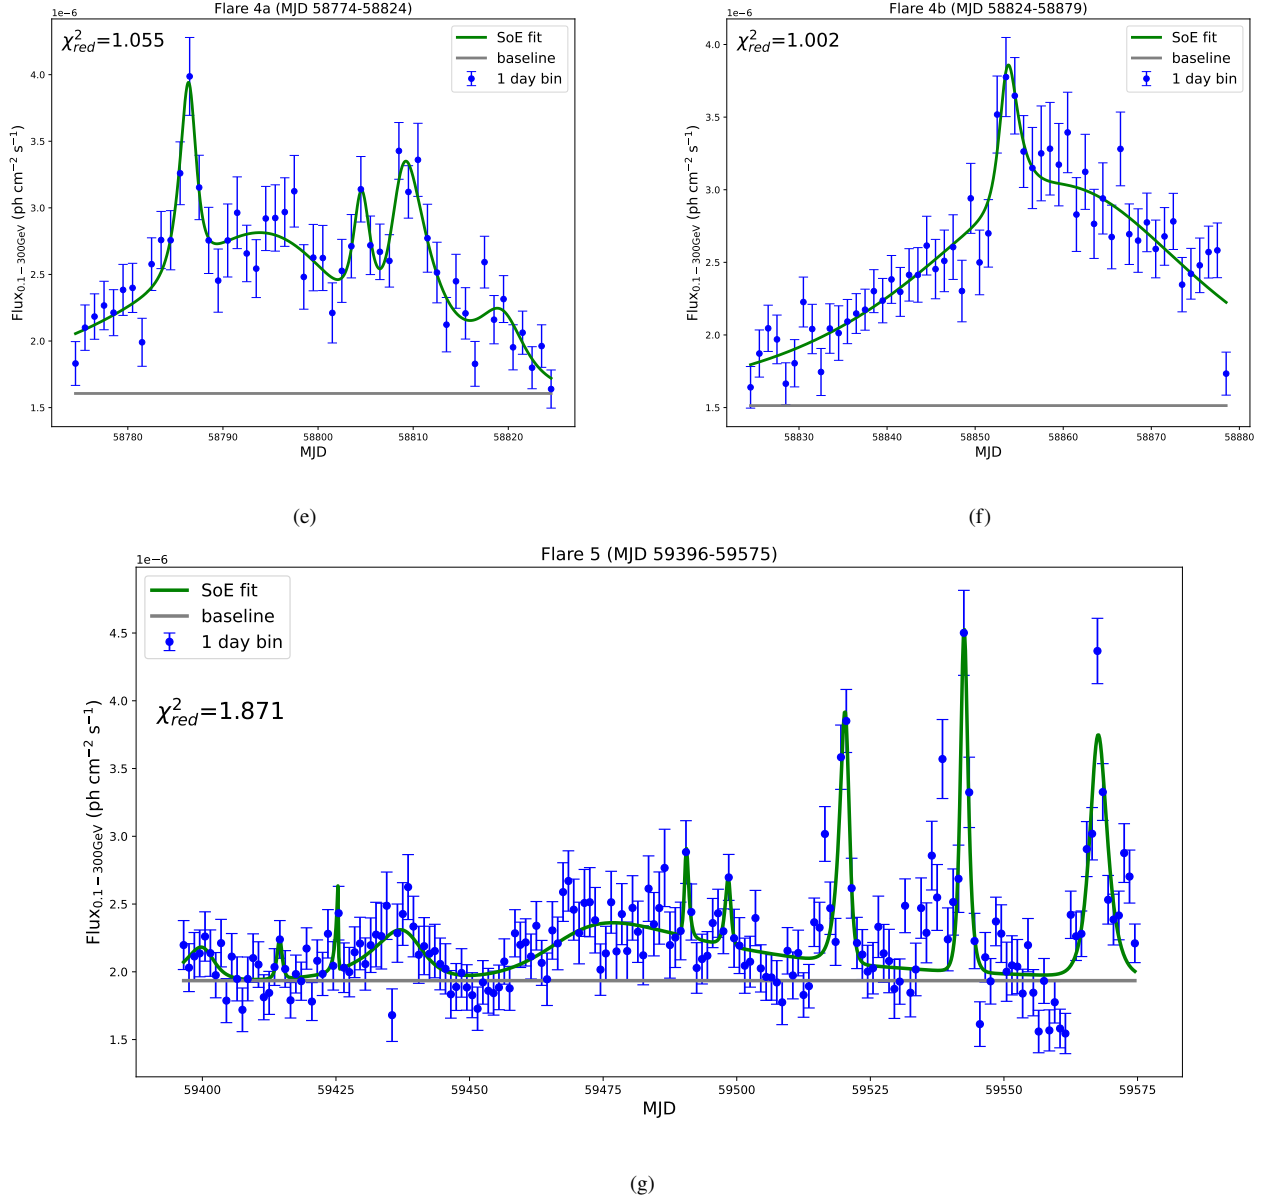 Flare 4a (MJD 58774-58824)
1e−6
χ²red=1.055
SoE fit
baseline
1 day bin
4.0
3.5
3.0
2.5
2.0
1.5
Flux0.1−300GeV (ph cm−2 s−1)
58780 58790 58800 58810 58820
MJD
(e)
Flare 4b (MJD 58824-58879)
1e−6
χ²red=1.002
SoE fit
baseline
1 day bin
4.0
3.5
3.0
2.5
2.0
1.5
Flux0.1−300GeV (ph cm−2 s−1)
58830 58840 58850 58860 58870 58880
MJD
(f)
Flare 5 (MJD 59396-59575)
1e−6
SoE fit
baseline
1 day bin
χ²red=1.871
4.5
4.0
3.5
3.0
2.5
2.0
1.5
Flux0.1−300GeV (ph cm−2 s−1)
59400 59425 59450 59475 59500 59525 59550 59575
MJD
(g)